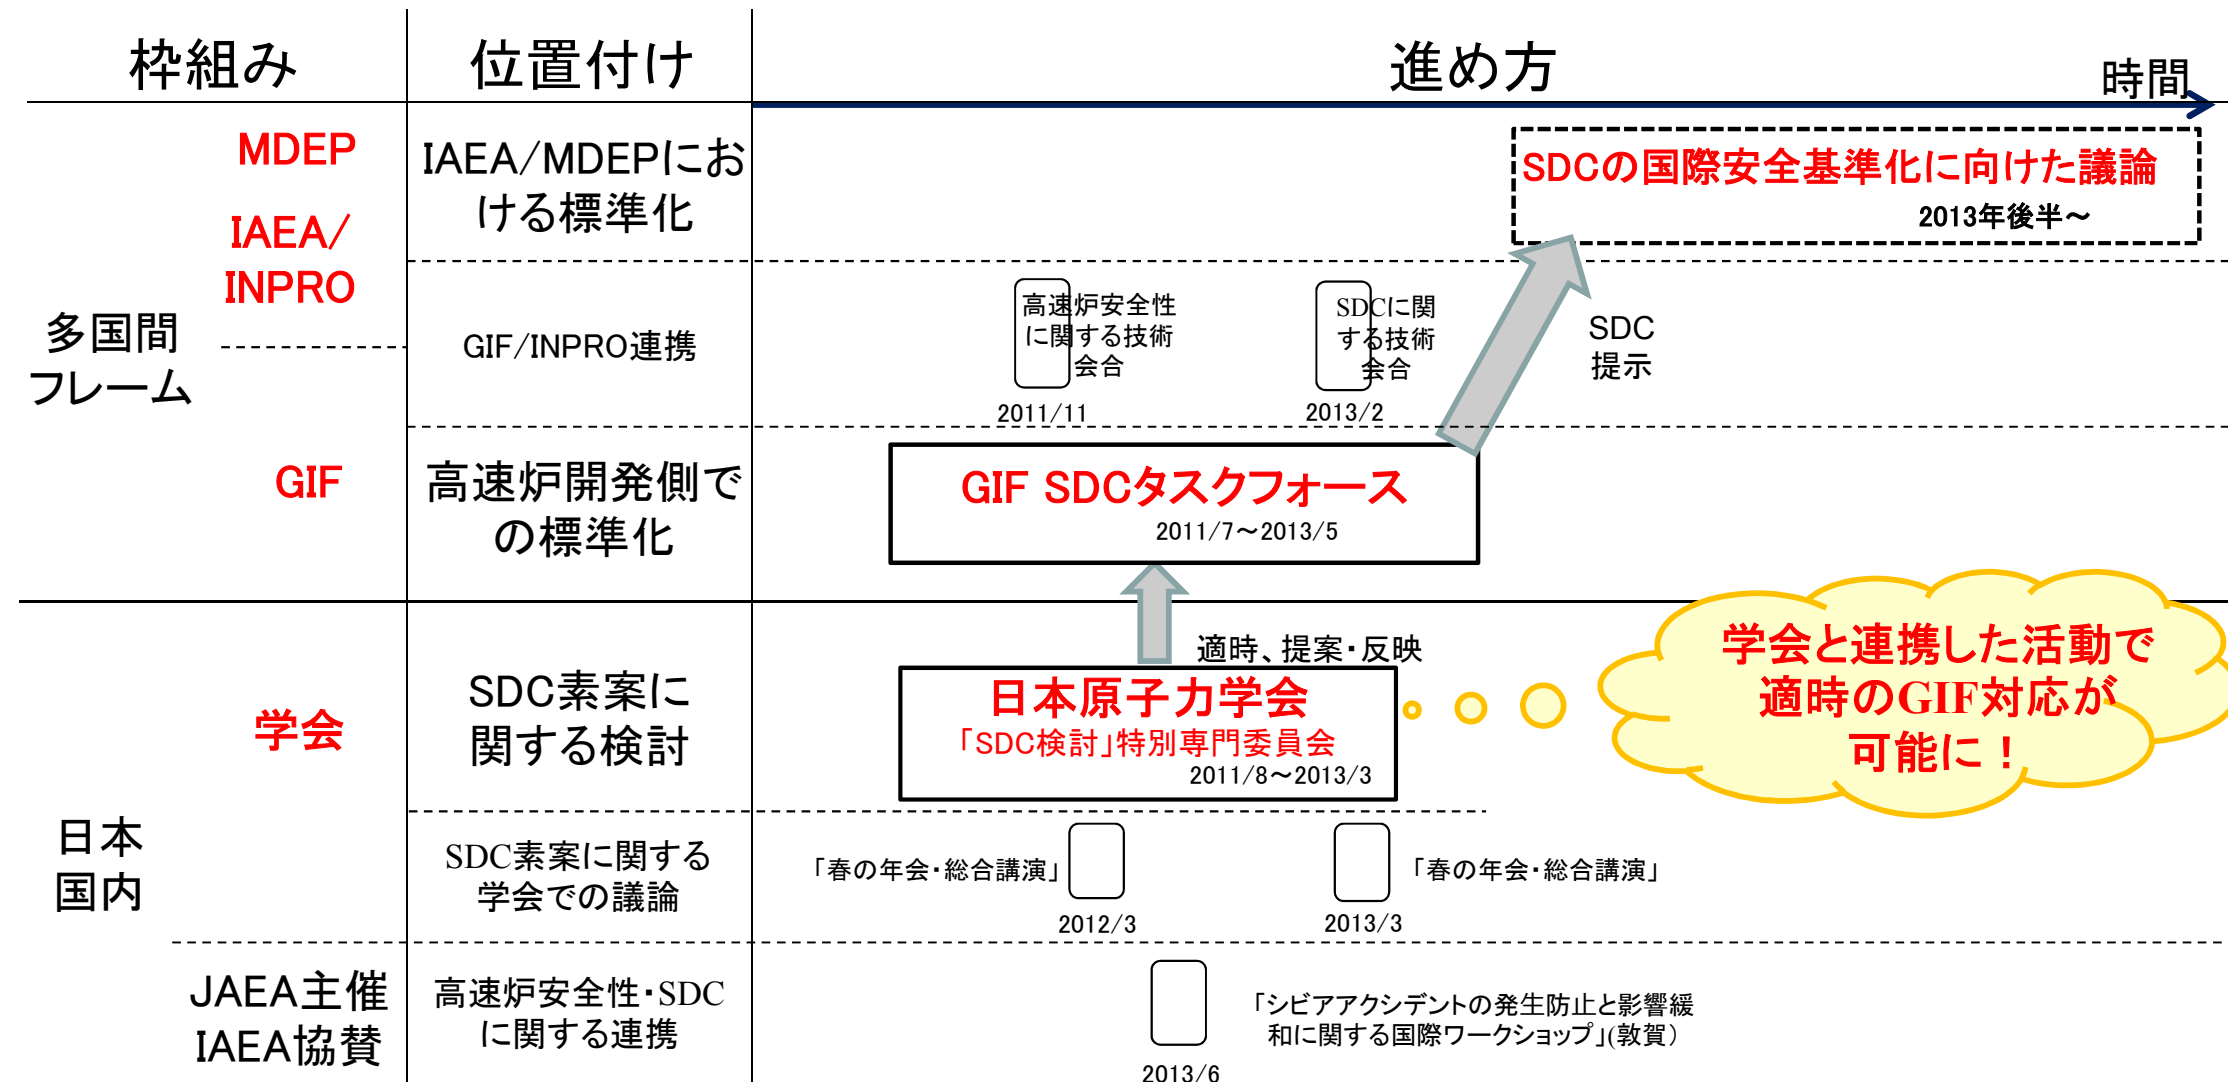 枠組み
位置付け
進め方
時間
MDEP
IAEA/
INPRO
多国間
フレーム
IAEA/MDEPにお
ける標準化
SDCの国際安全基準化に向けた議論
2013年後半～
GIF/INPRO連携
高速炉安全性
に関する技術
会合
2011/11
SDCに関
する技術
会合
2013/2
SDC
提示
GIF
高速炉開発側で
の標準化
GIF SDCタスクフォース
2011/7～2013/5
適時、提案・反映
日本
国内
学会
SDC素案に
関する検討
日本原子力学会
「SDC検討」特別専門委員会
2011/8～2013/3
学会と連携した活動で
適時のGIF対応が
可能に！
SDC素案に関する
学会での議論
「春の年会・総合講演」
2012/3
「春の年会・総合講演」
2013/3
JAEA主催
IAEA協賛
高速炉安全性・SDC
に関する連携
2013/6
「シビアアクシデントの発生防止と影響緩
和に関する国際ワークショップ」(敦賀）